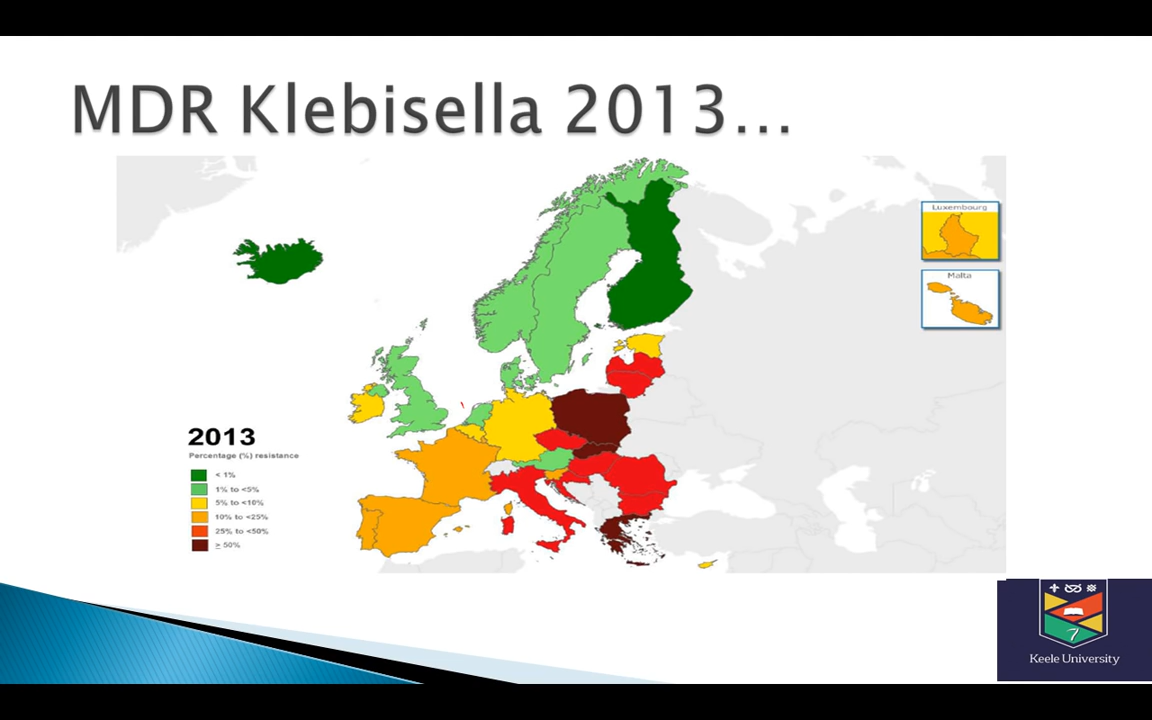 MDR Klebisella 2013...
Luxembourg
Malta
2013
Percentage (%) resistance
< 1%
1% to <5%
5% to <10%
10% to <25%
25% to <50%
≥ 50%
Keele University